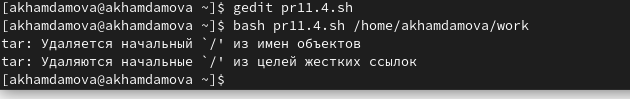 [akhamdamova@akhamdamova ~]$ gedit pr11.4.sh
[akhamdamova@akhamdamova ~]$ bash pr11.4.sh /home/akhamdamova/work
tar: Удаляется начальный `/' из имен объектов
tar: Удаляются начальные `/' из целей жестких ссылок
[akhamdamova@akhamdamova ~]$